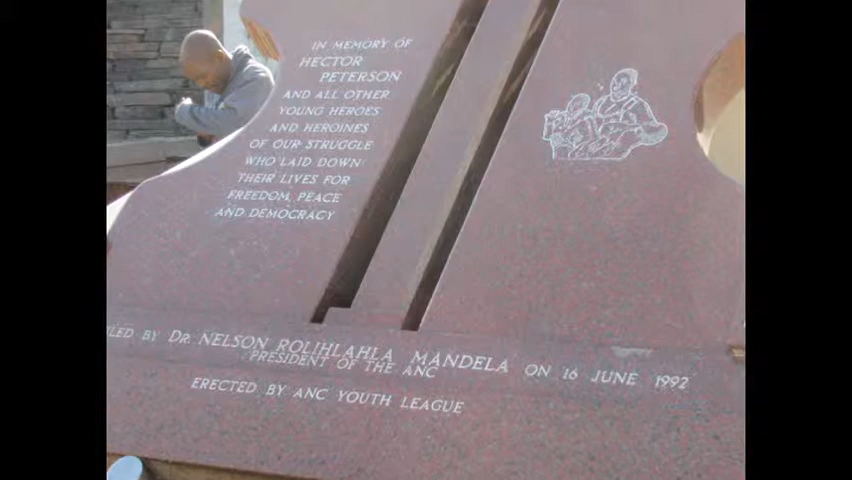 IN MEMORY OF
HECTOR
PETERSON
AND ALL OTHER
YOUNG HEROES
AND HEROINES
OF OUR STRUGGLE
WHO LAID DOWN
THEIR LIVES FOR
FREEDOM, PEACE
AND DEMOCRACY
BY DR. NELSON ROLIHLAHLA MANDELA ON 16 JUNE 1992
PRESIDENT OF THE ANC
ERECTED BY ANC YOUTH LEAGUE